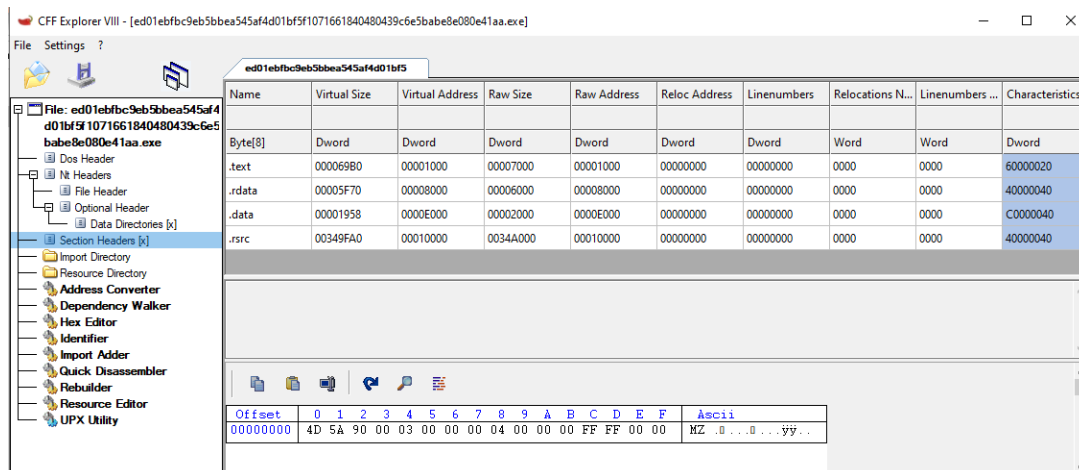 CFF Explorer VIII - [ed01ebfbc9eb5bbea545af4d01bf5f1071661840480439c6e5babe8e080e41aa.exe]
File Settings ?
ed01ebfbc9eb5bbea545af4d01bf5
File: ed01ebfbc9eb5bbea545af4
d01bf5f1071661840480439c6e5
babe8e080e41aa.exe
Dos Header
Nt Headers
File Header
Optional Header
Data Directories [x]
Section Headers [x]
Import Directory
Resource Directory
Address Converter
Dependency Walker
Hex Editor
Identifier
Import Adder
Quick Disassembler
Rebuilder
Resource Editor
UPX Utility
Name Virtual Size Virtual Address Raw Size Raw Address Reloc Address Linenumbers Relocations N... Linenumbers ... Characteristics
Byte[8] Dword Dword Dword Dword Dword Dword Word Word Dword
.text 000069B0 00001000 00007000 00001000 00000000 00000000 0000 0000 60000020
.rdata 00005F70 00008000 00006000 00008000 00000000 00000000 0000 0000 40000040
.data 00001958 0000E000 00002000 0000E000 00000000 00000000 0000 0000 C0000040
.rsrc 00349FA0 00010000 0034A000 00010000 00000000 00000000 0000 0000 40000040
Offset 0 1 2 3 4 5 6 7 8 9 A B C D E F Ascii
00000000 4D 5A 90 00 03 00 00 00 04 00 00 00 FF FF 00 00 MZ .▯...▯...ÿÿ..